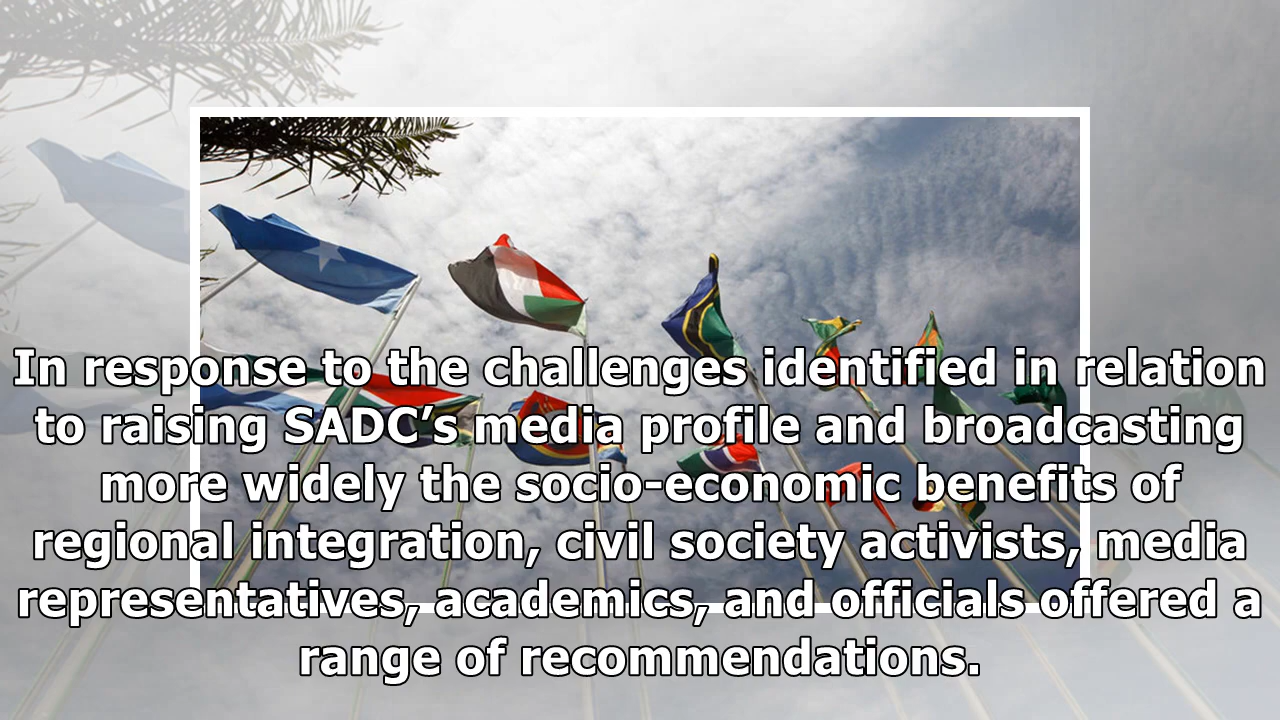 In response to the challenges identified in relation
to raising SADC’s media profile and broadcasting
more widely the socio-economic benefits of
regional integration, civil society activists, media
representatives, academics, and officials offered a
range of recommendations.